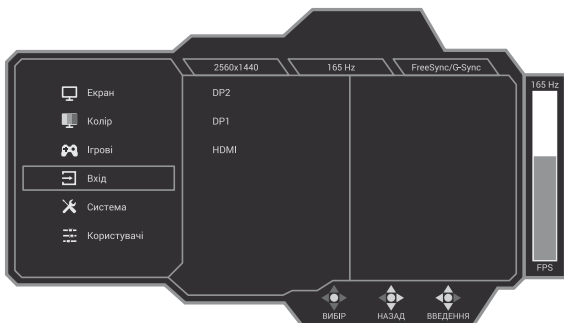 2560x1440
165 Hz
FreeSync/G-Sync
165 Hz
Екран
Колір
Ігрові
Вхід
Система
Користувачі
DP2
DP1
HDMI
FPS
ВИБІР
НАЗАД
ВВЕДЕННЯ